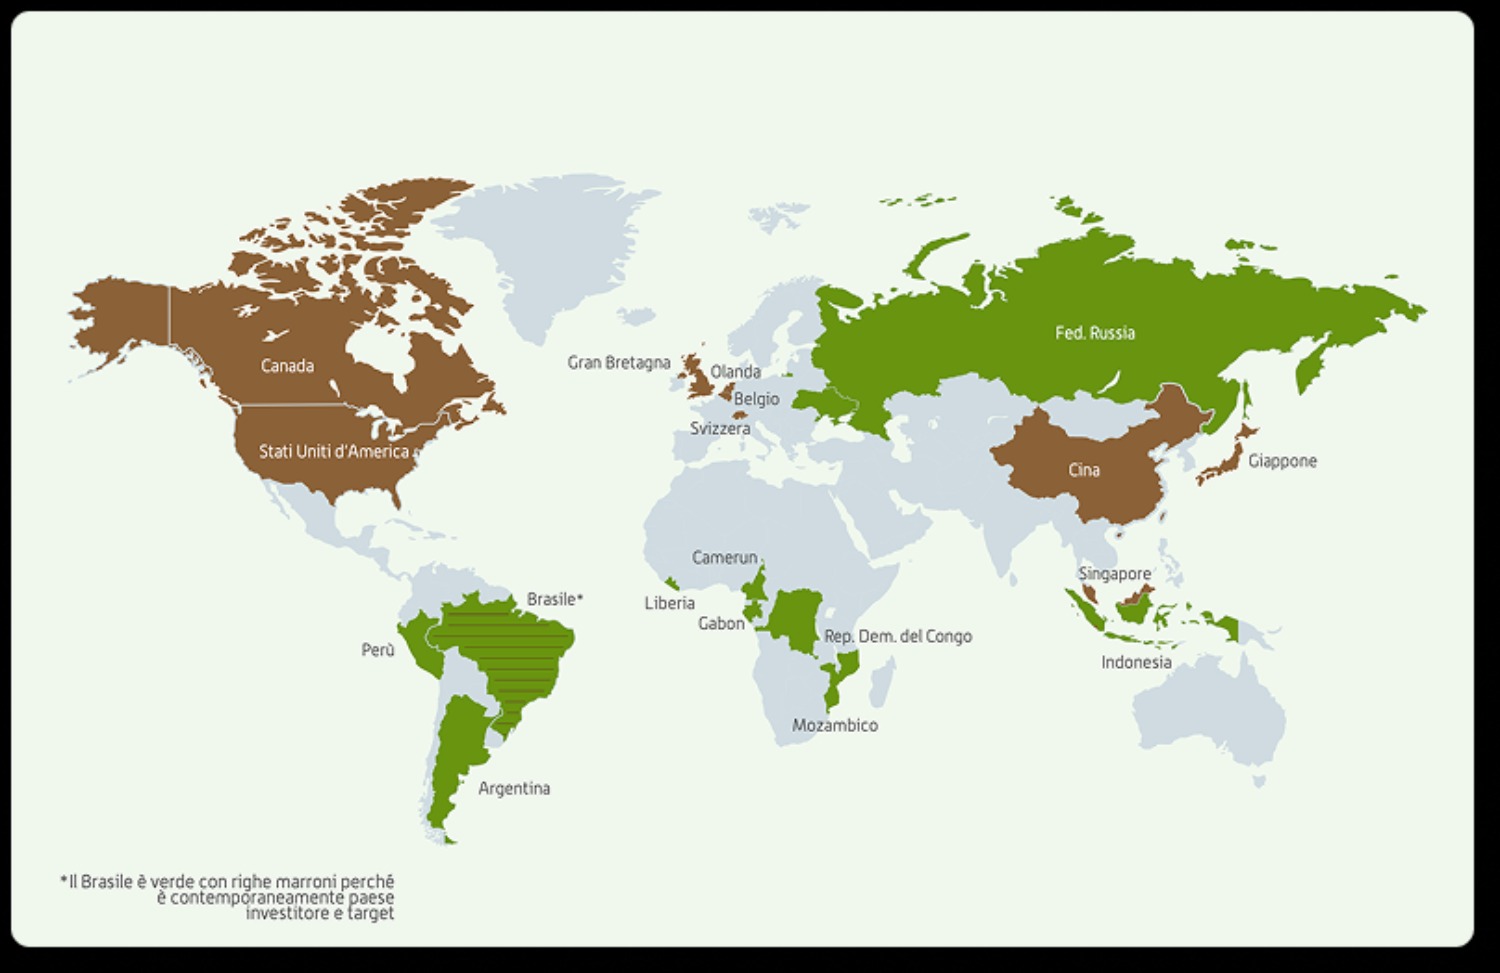 Fed. Russia
Gran Bretagna
Olanda
Canada
Belgio
Svizzera
Stati Uniti d'America
Cina
Giappone
Camerun
Singapore
Liberia
Brasile*
Gabon
Rep. Dem. del Congo
Perù
Indonesia
Mozambico
Argentina
*Il Brasile è verde con righe marroni perché
è contemporaneamente paese
investitore e target